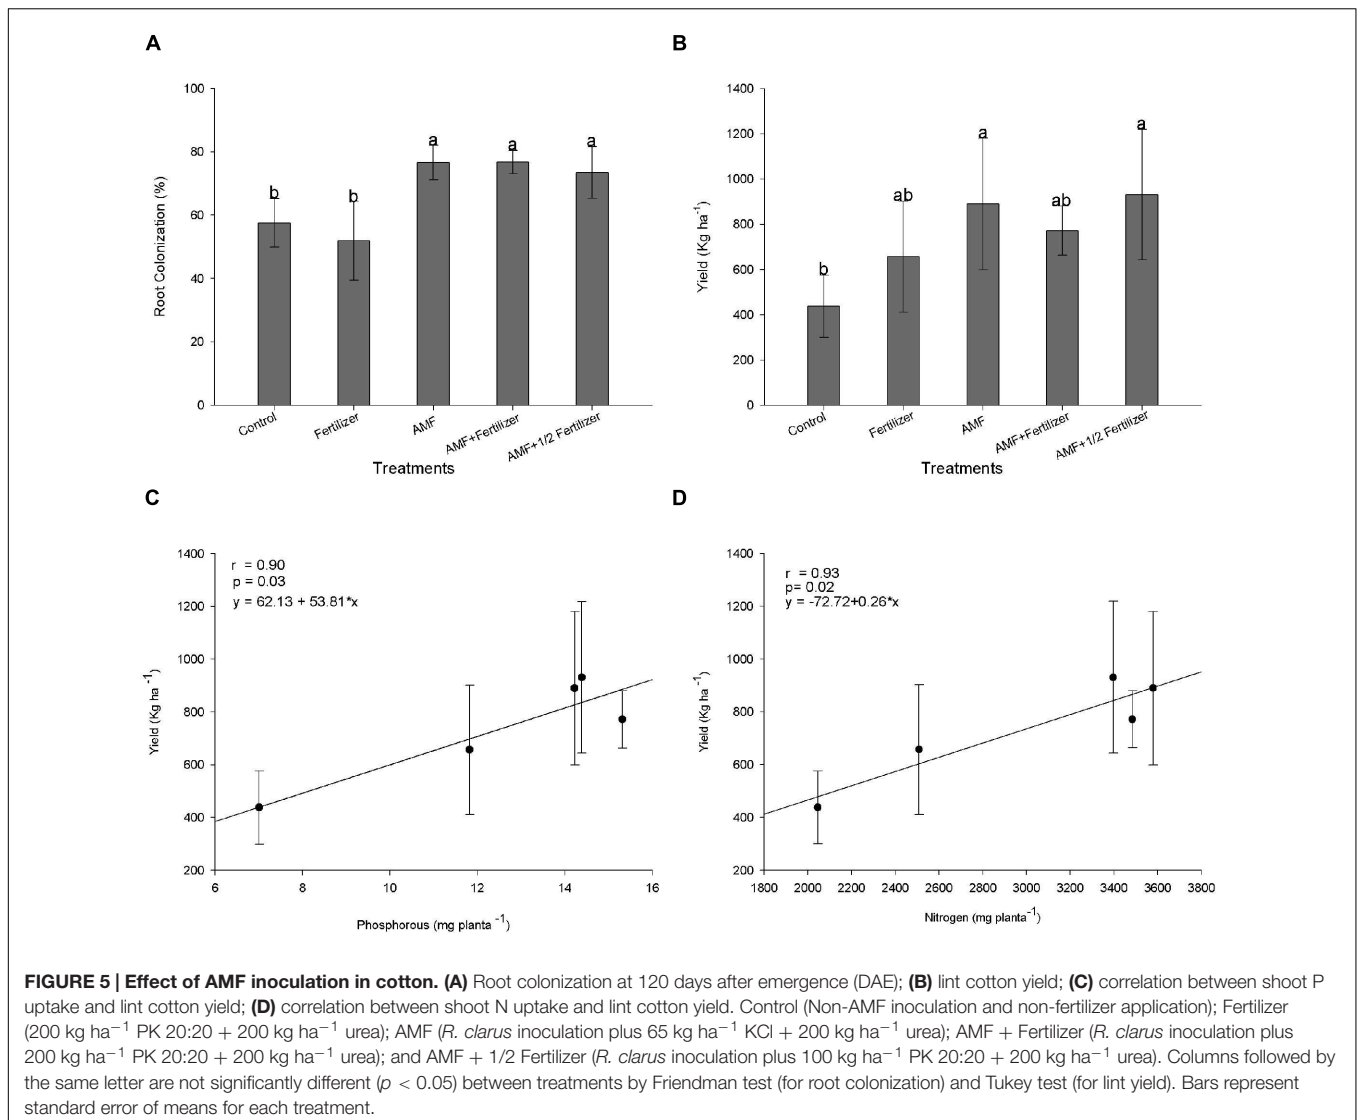 A
B
100
80
60
40
20
0
Root Colonization (%)
b
b
a
a
a
Control
Fertilizer
AMF
AMF+Fertilizer
AMF+1/2 Fertilizer
Treatments
1400
1200
1000
800
600
400
200
0
Yield (Kg ha⁻¹)
b
ab
a
ab
a
Control
Fertilizer
AMF
AMF+Fertilizer
AMF+1/2 Fertilizer
Treatments
C
D
1400
1200
1000
800
600
400
200
Yield (Kg ha ⁻¹)
r = 0.90
p = 0.03
y = 62.13 + 53.81*x
6 8 10 12 14 16
Phosphorous (mg planta ⁻¹)
1400
1200
1000
800
600
400
200
Yield (Kg ha ⁻¹)
r = 0.93
p= 0.02
y = -72.72+0.26*x
1800 2000 2200 2400 2600 2800 3000 3200 3400 3600 3800
Nitrogen (mg planta⁻¹)
FIGURE 5 | Effect of AMF inoculation in cotton. (A) Root colonization at 120 days after emergence (DAE); (B) lint cotton yield; (C) correlation between shoot P
uptake and lint cotton yield; (D) correlation between shoot N uptake and lint cotton yield. Control (Non-AMF inoculation and non-fertilizer application); Fertilizer
(200 kg ha⁻¹ PK 20:20 + 200 kg ha⁻¹ urea); AMF (R. clarus inoculation plus 65 kg ha⁻¹ KCl + 200 kg ha⁻¹ urea); AMF + Fertilizer (R. clarus inoculation plus
200 kg ha⁻¹ PK 20:20 + 200 kg ha⁻¹ urea); and AMF + 1/2 Fertilizer (R. clarus inoculation plus 100 kg ha⁻¹ PK 20:20 + 200 kg ha⁻¹ urea). Columns followed by
the same letter are not significantly different (p < 0.05) between treatments by Friendman test (for root colonization) and Tukey test (for lint yield). Bars represent
standard error of means for each treatment.